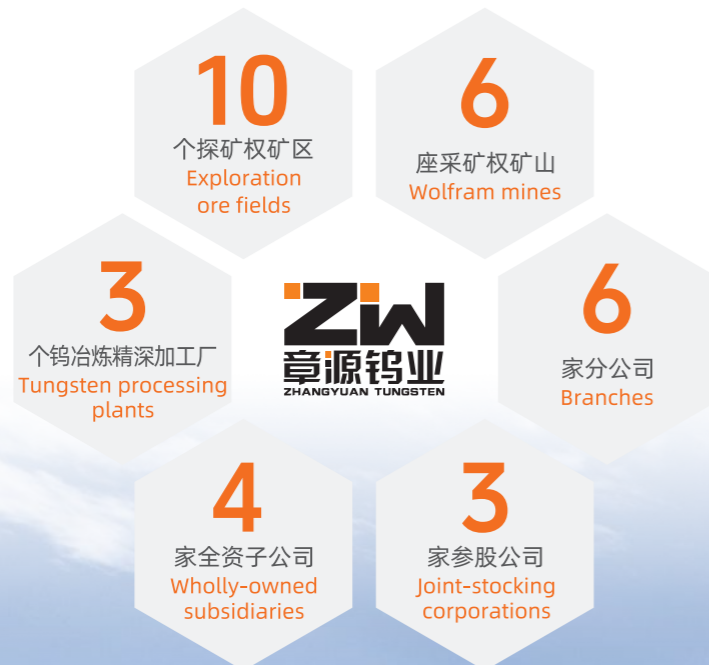 10
个探矿权矿区
Exploration
ore fields
6
座采矿权矿山
Wolfram mines
3
个钨冶炼精深加工厂
Tungsten processing
plants
ZW
章源钨业
ZHANGYUAN TUNGSTEN
6
家分公司
Branches
4
家全资子公司
Wholly-owned
subsidiaries
3
家参股公司
Joint-stocking
corporations